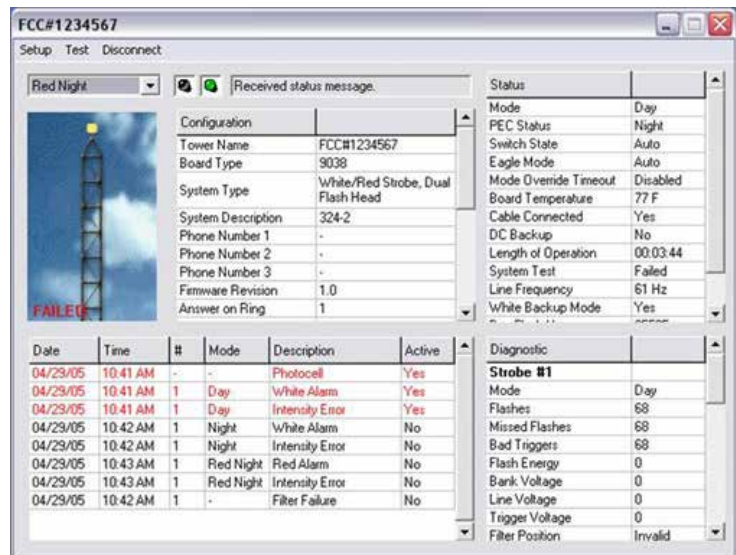 FCC#1234567
Setup Test Disconnect
Red Night
Received status message.
FAILED
Configuration
Tower Name FCC#1234567
Board Type 9038
System Type White/Red Strobe, Dual Flash Head
System Description 324-2
Phone Number 1 -
Phone Number 2 -
Phone Number 3 -
Firmware Revision 1.0
Answer on Ring 1
Status
Mode Day
PEC Status Night
Switch State Auto
Eagle Mode Auto
Mode Override Timeout Disabled
Board Temperature 77 F
Cable Connected Yes
DC Backup No
Length of Operation 00:03:44
System Test Failed
Line Frequency 61 Hz
White Backup Mode Yes
Date Time # Mode Description Active
04/29/05 10:41 AM - - Photocell Yes
04/29/05 10:41 AM 1 Day White Alarm Yes
04/29/05 10:41 AM 1 Day Intensity Error Yes
04/29/05 10:42 AM 1 Night White Alarm No
04/29/05 10:42 AM 1 Night Intensity Error No
04/29/05 10:43 AM 1 Red Night Red Alarm No
04/29/05 10:43 AM 1 Red Night Intensity Error No
04/29/05 10:42 AM 1 - Filter Failure No
Diagnostic
Strobe #1
Mode Day
Flashes 68
Missed Flashes 68
Bad Triggers 68
Flash Energy 0
Bank Voltage 0
Line Voltage 0
Trigger Voltage 0
Filter Position Invalid